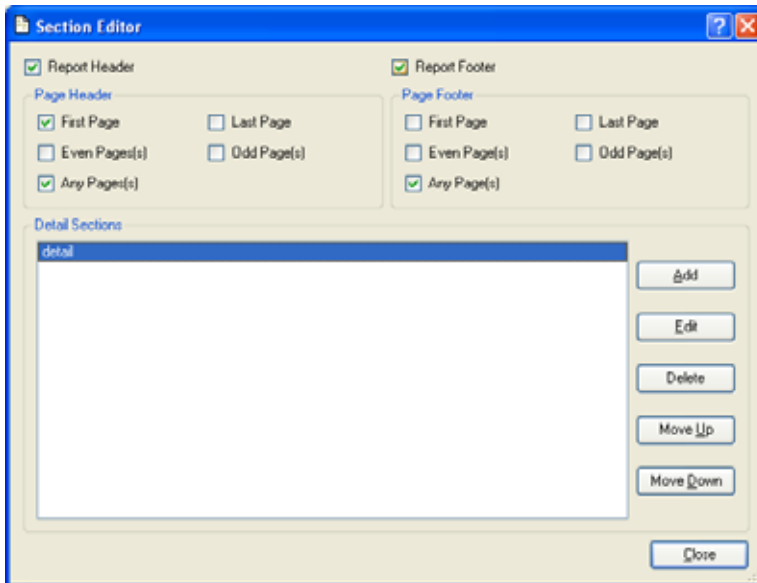 Section Editor
Report Header Report Footer
Page Header Page Footer
First Page Last Page First Page Last Page
Even Pages(s) Odd Page(s) Even Page(s) Odd Page(s)
Any Pages(s) Any Page(s)
Detail Sections
detail
Add
Edit
Delete
Move Up
Move Down
Close